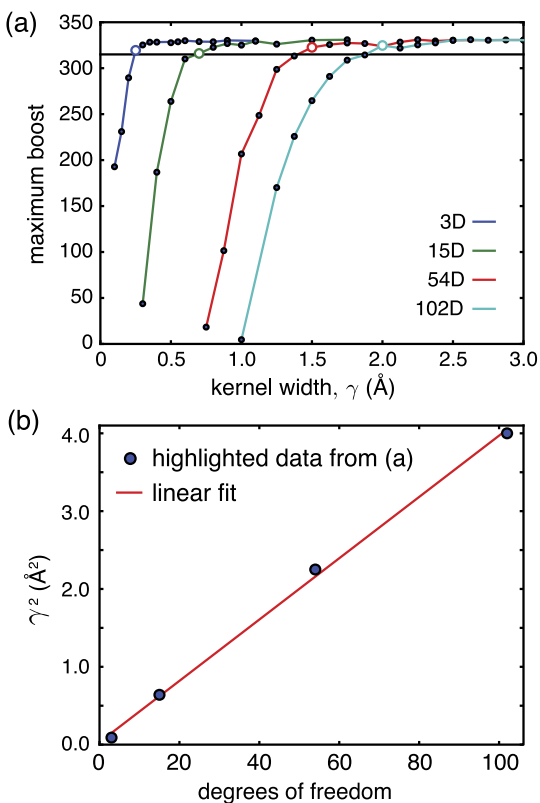 (a)
350
300
250
200
150
100
50
0
maximum boost
3D
15D
54D
102D
0 0.5 1.0 1.5 2.0 2.5 3.0
kernel width, γ (Å)
(b)
4.0
3.0
2.0
1.0
0.0
γ² (Å²)
highlighted data from (a)
linear fit
0 20 40 60 80 100
degrees of freedom